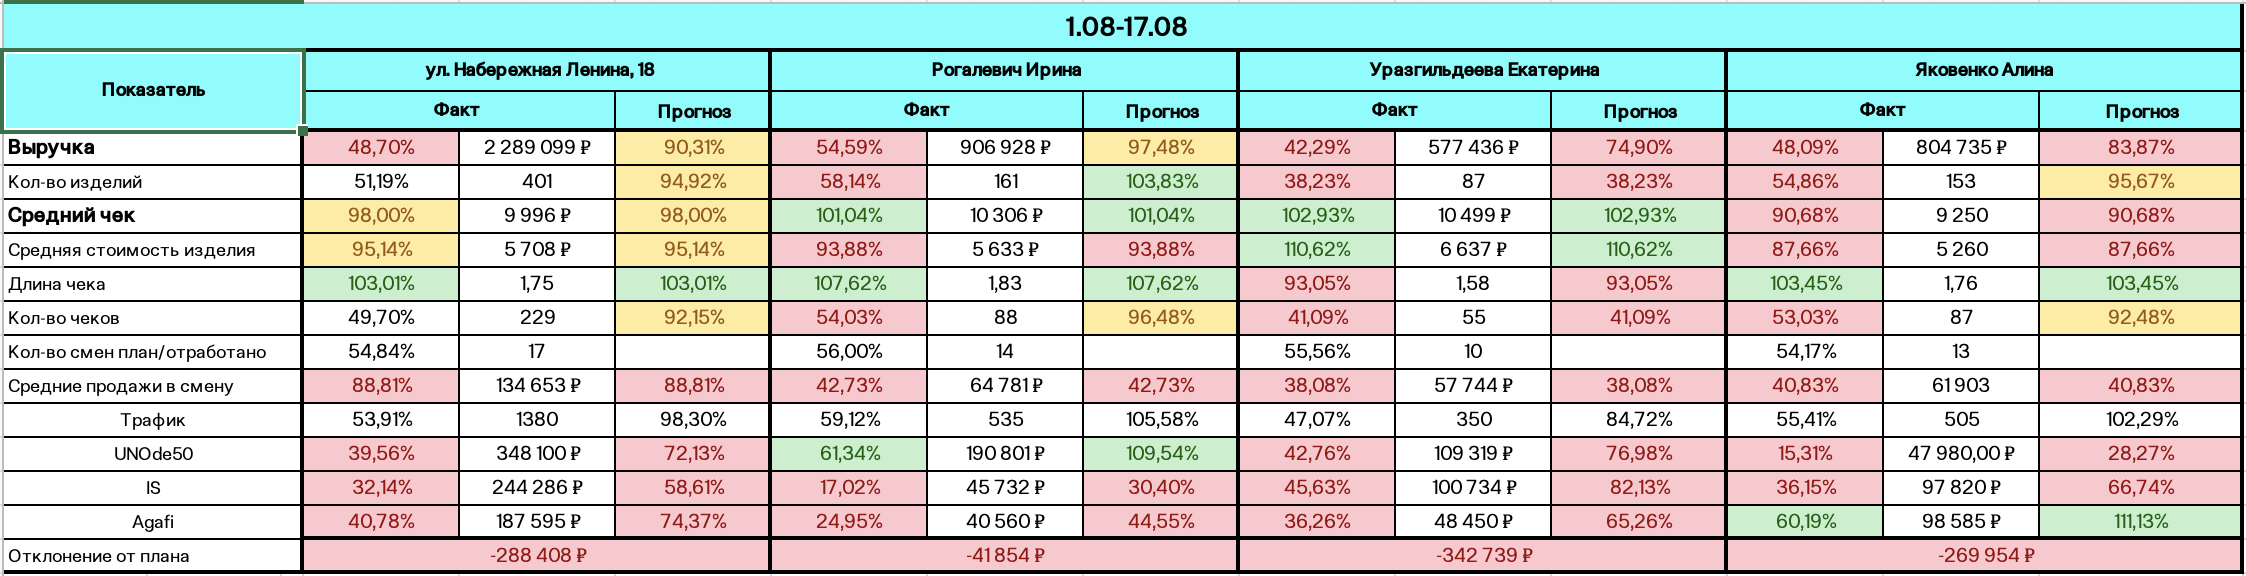 1.08-17.08
Показатель ул. Набережная Ленина, 18 Рогалевич Ирина Уразгильдеева Екатерина Яковенко Алина
Факт Прогноз Факт Прогноз Факт Прогноз Факт Прогноз
Выручка 48,70% 2 289 099 ₽ 90,31% 54,59% 906 928 ₽ 97,48% 42,29% 577 436 ₽ 74,90% 48,09% 804 735 ₽ 83,87%
Кол-во изделий 51,19% 401 94,92% 58,14% 161 103,83% 38,23% 87 38,23% 54,86% 153 95,67%
Средний чек 98,00% 9 996 ₽ 98,00% 101,04% 10 306 ₽ 101,04% 102,93% 10 499 ₽ 102,93% 90,68% 9 250 90,68%
Средняя стоимость изделия 95,14% 5 708 ₽ 95,14% 93,88% 5 633 ₽ 93,88% 110,62% 6 637 ₽ 110,62% 87,66% 5 260 87,66%
Длина чека 103,01% 1,75 103,01% 107,62% 1,83 107,62% 93,05% 1,58 93,05% 103,45% 1,76 103,45%
Кол-во чеков 49,70% 229 92,15% 54,03% 88 96,48% 41,09% 55 41,09% 53,03% 87 92,48%
Кол-во смен план/отработано 54,84% 17 56,00% 14 55,56% 10 54,17% 13
Средние продажи в смену 88,81% 134 653 ₽ 88,81% 42,73% 64 781 ₽ 42,73% 38,08% 57 744 ₽ 38,08% 40,83% 61 903 40,83%
Трафик 53,91% 1380 98,30% 59,12% 535 105,58% 47,07% 350 84,72% 55,41% 505 102,29%
UNOde50 39,56% 348 100 ₽ 72,13% 61,34% 190 801 ₽ 109,54% 42,76% 109 319 ₽ 76,98% 15,31% 47 980,00 ₽ 28,27%
IS 32,14% 244 286 ₽ 58,61% 17,02% 45 732 ₽ 30,40% 45,63% 100 734 ₽ 82,13% 36,15% 97 820 ₽ 66,74%
Agafi 40,78% 187 595 ₽ 74,37% 24,95% 40 560 ₽ 44,55% 36,26% 48 450 ₽ 65,26% 60,19% 98 585 ₽ 111,13%
Отклонение от плана -288 408 ₽ -41 854 ₽ -342 739 ₽ -269 954 ₽